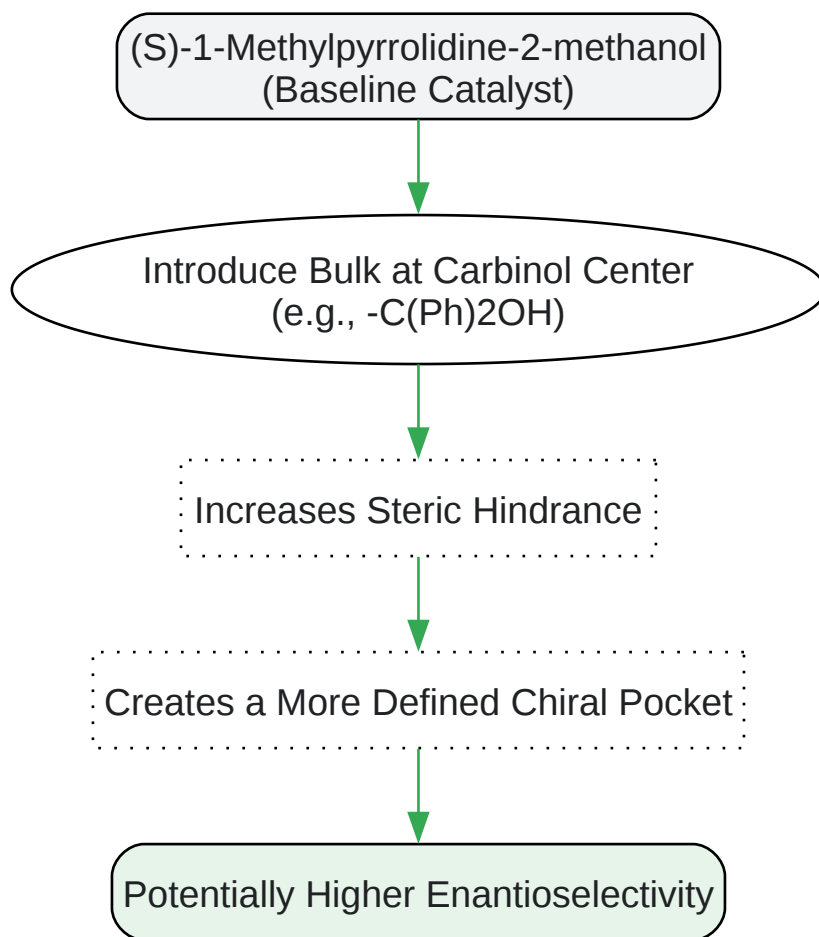 (S)-1-Methylpyrrolidine-2-methanol
(Baseline Catalyst)
Introduce Bulk at Carbinol Center
(e.g., -C(Ph)2OH)
Increases Steric Hindrance
Creates a More Defined Chiral Pocket
Potentially Higher Enantioselectivity